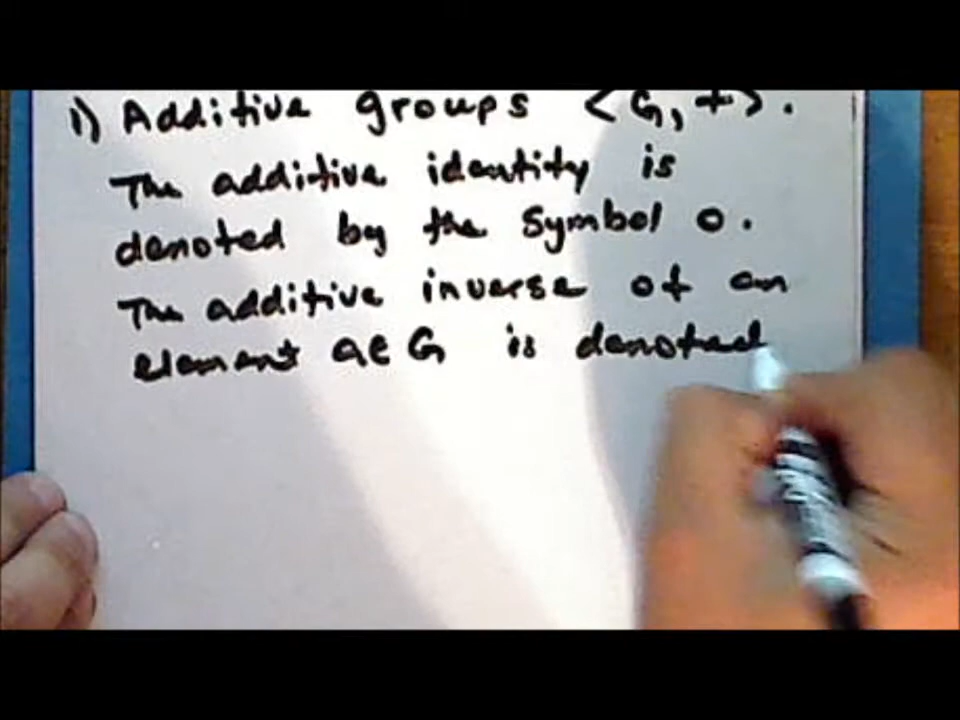 1) Additive groups <G, +>.
The additive identity is
denoted by the symbol 0.
The additive inverse of an
element a∈G is denoted